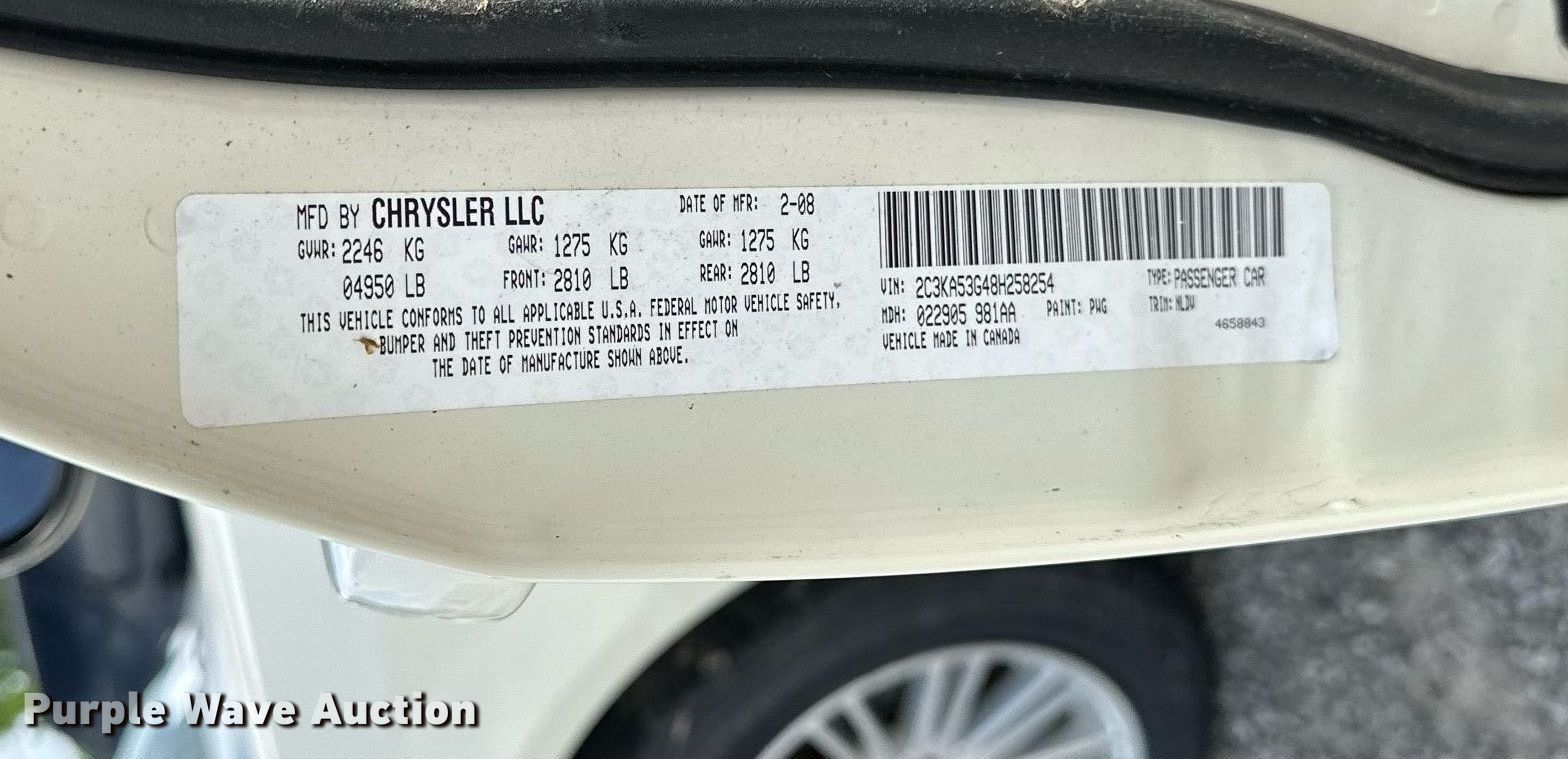 MFD BY CHRYSLER LLC DATE OF MFR: 2-08
GVWR: 2246 KG GAWR: 1275 KG GAWR: 1275 KG
04950 LB FRONT: 2810 LB REAR: 2810 LB
THIS VEHICLE CONFORMS TO ALL APPLICABLE U.S.A. FEDERAL MOTOR VEHICLE SAFETY,
BUMPER AND THEFT PREVENTION STANDARDS IN EFFECT ON
THE DATE OF MANUFACTURE SHOWN ABOVE.
VIN: 2C3KA53G48H258254 TYPE: PASSENGER CAR
MDH: 022905 981AA PAINT: PWG TRIM: NLDV
VEHICLE MADE IN CANADA 4658843
Purple Wave Auction